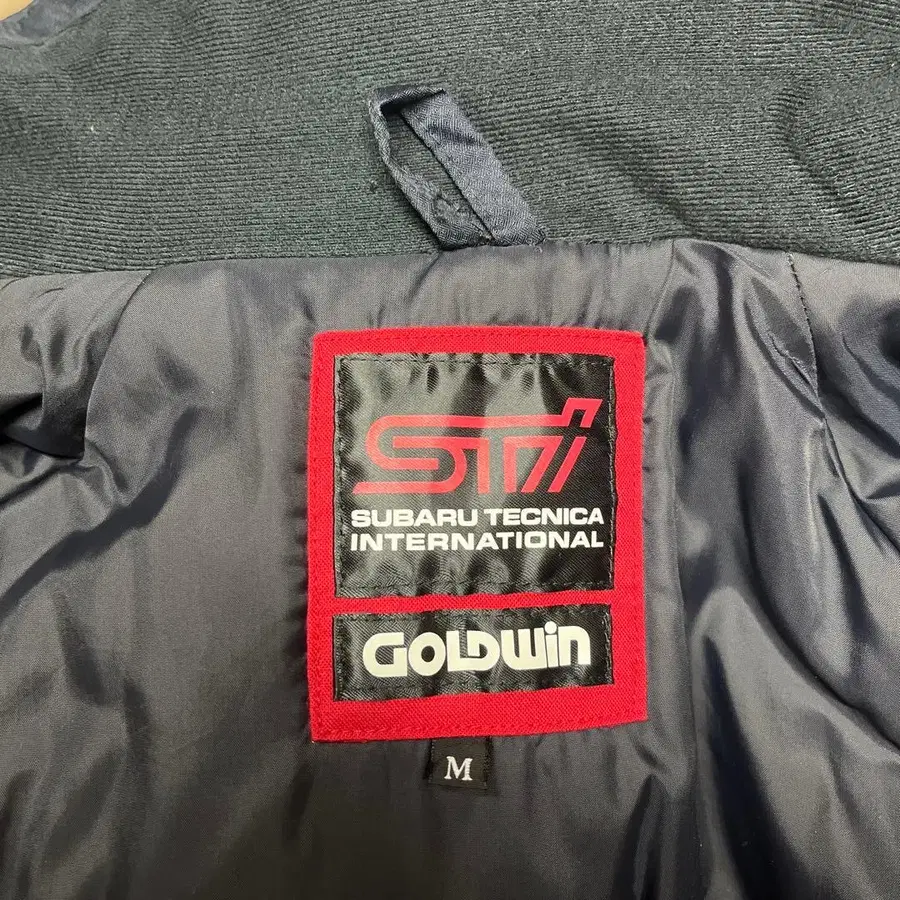 STi
SUBARU TECNICA
INTERNATIONAL
GOLDWiN
M